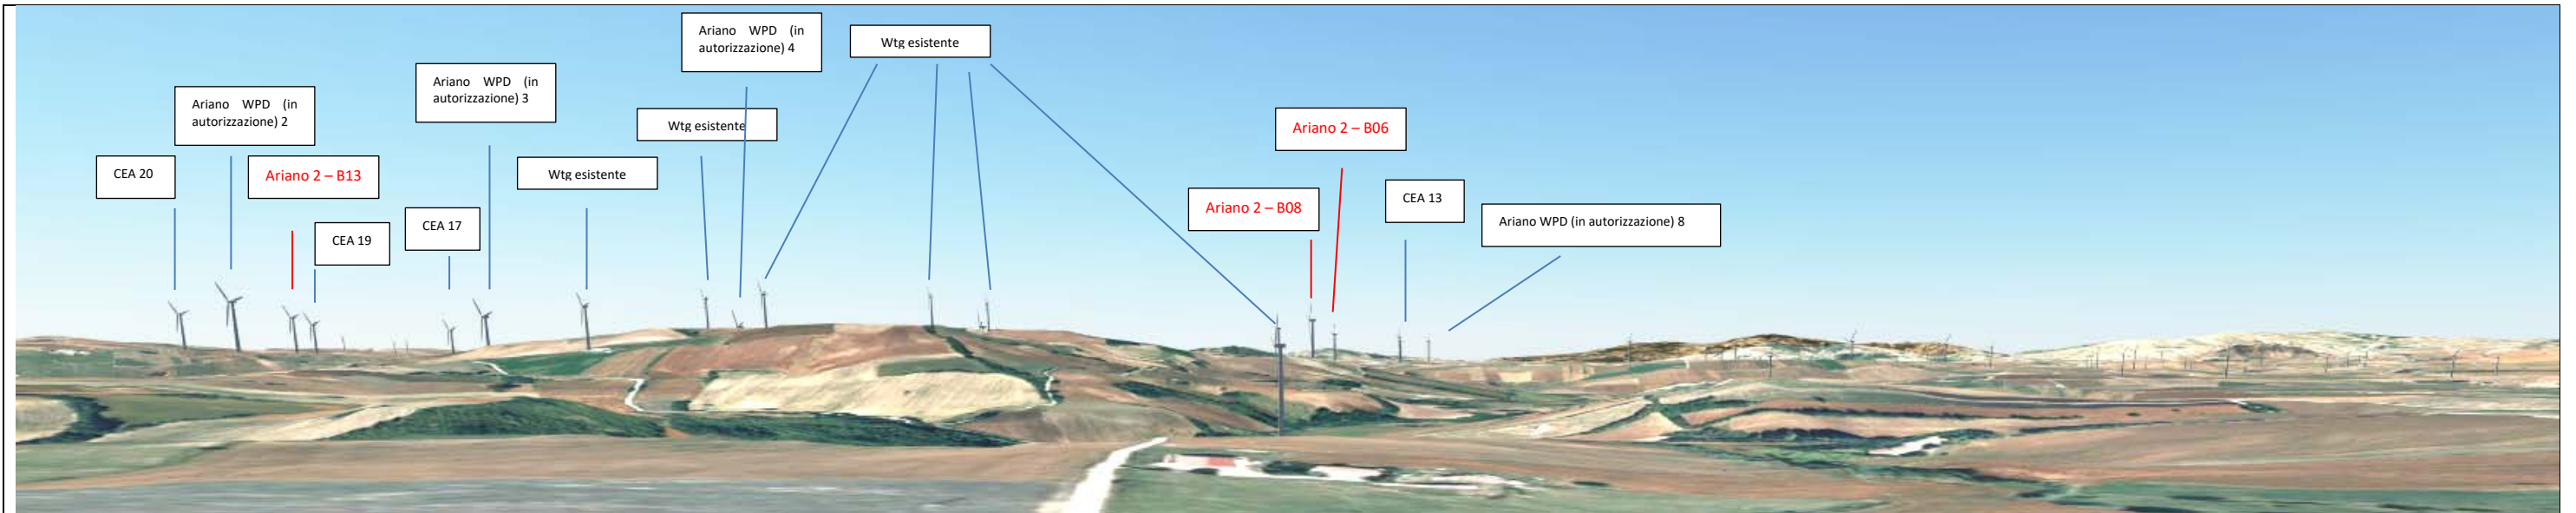 Ariano WPD (in
autorizzazione) 4
Wtg esistente
Ariano WPD (in
autorizzazione) 3
Ariano WPD (in
autorizzazione) 2
Wtg esistente
Ariano 2 – B06
CEA 20
Ariano 2 – B13
Wtg esistente
CEA 13
Ariano 2 – B08
Ariano WPD (in autorizzazione) 8
CEA 17
CEA 19